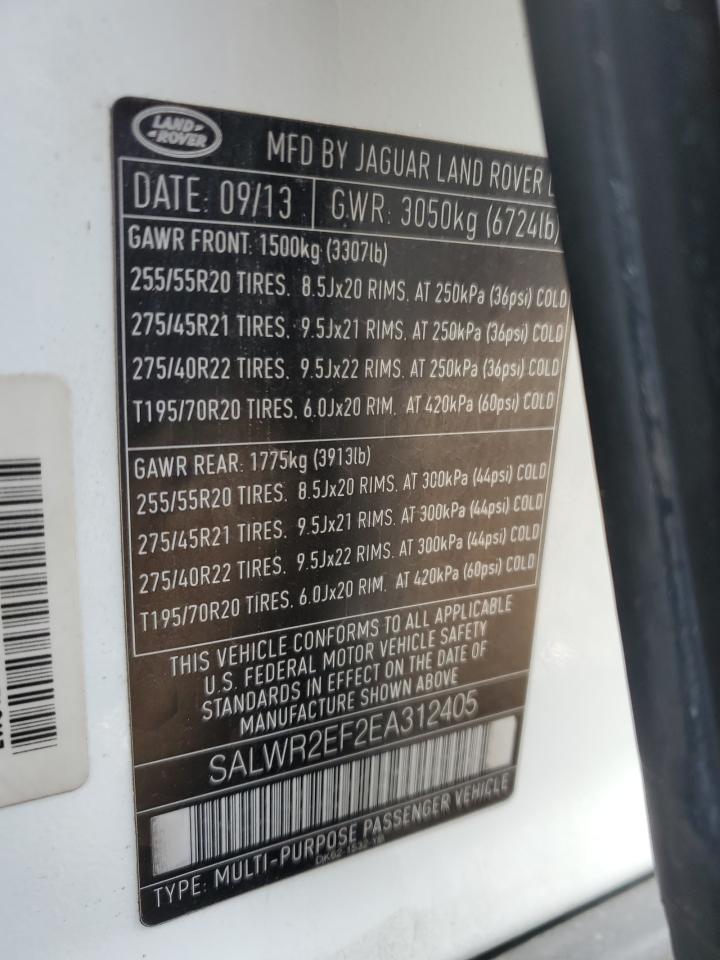 LAND ROVER
MFD BY JAGUAR LAND ROVER
DATE: 09/13 GWR: 3050kg (6724lb)
GAWR FRONT: 1500kg (3307lb)
255/55R20 TIRES. 8.5Jx20 RIMS. AT 250kPa (36psi) COLD
275/45R21 TIRES. 9.5Jx21 RIMS. AT 250kPa (36psi) COLD
275/40R22 TIRES. 9.5Jx22 RIMS. AT 250kPa (36psi) COLD
T195/70R20 TIRES. 6.0Jx20 RIM. AT 420kPa (60psi) COLD
GAWR REAR: 1775kg (3913lb)
255/55R20 TIRES. 8.5Jx20 RIMS. AT 300kPa (44psi) COLD
275/45R21 TIRES. 9.5Jx21 RIMS. AT 300kPa (44psi) COLD
275/40R22 TIRES. 9.5Jx22 RIMS. AT 300kPa (44psi) COLD
T195/70R20 TIRES. 6.0Jx20 RIM. AT 420kPa (60psi) COLD
THIS VEHICLE CONFORMS TO ALL APPLICABLE
U.S. FEDERAL MOTOR VEHICLE SAFETY
STANDARDS IN EFFECT ON THE DATE OF
MANUFACTURE SHOWN ABOVE
SALWR2EF2EA312405
TYPE: MULTI-PURPOSE PASSENGER VEHICLE